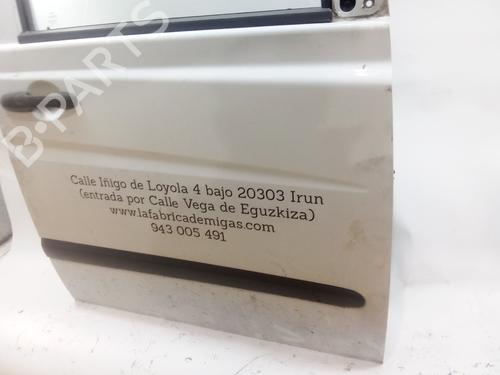 B-PARTS
Calle Iñigo de Loyola 4 bajo 20303 Irun
(entrada por Calle Vega de Eguzkiza)
www.lafabricademigas.com
943 005 491